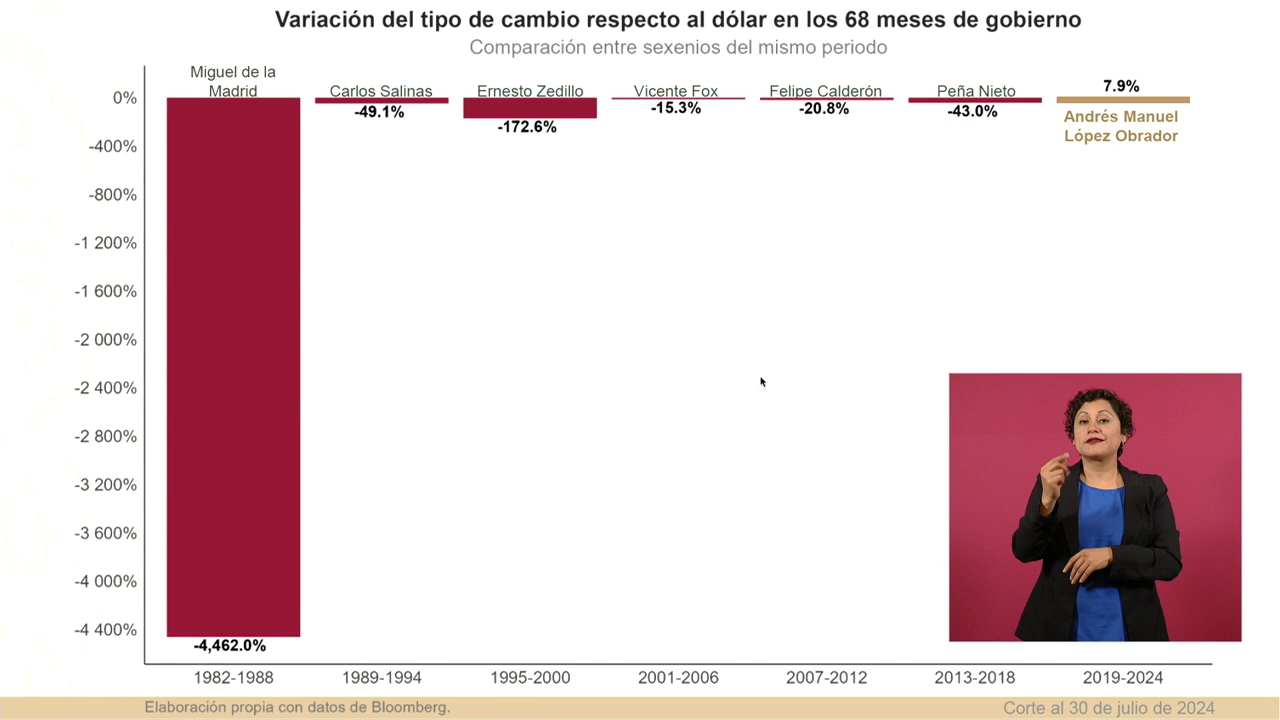 Variación del tipo de cambio respecto al dólar en los 68 meses de gobierno
Comparación entre sexenios del mismo periodo
Miguel de la
Madrid
Carlos Salinas
Ernesto Zedillo
Vicente Fox
Felipe Calderón
Peña Nieto
7.9%
Andrés Manuel
López Obrador
-49.1%
-172.6%
-15.3%
-20.8%
-43.0%
0%
-400%
-800%
-1 200%
-1 600%
-2 000%
-2 400%
-2 800%
-3 200%
-3 600%
-4 000%
-4 400%
-4,462.0%
1982-1988
1989-1994
1995-2000
2001-2006
2007-2012
2013-2018
2019-2024
Elaboración propia con datos de Bloomberg.
Corte al 30 de julio de 2024